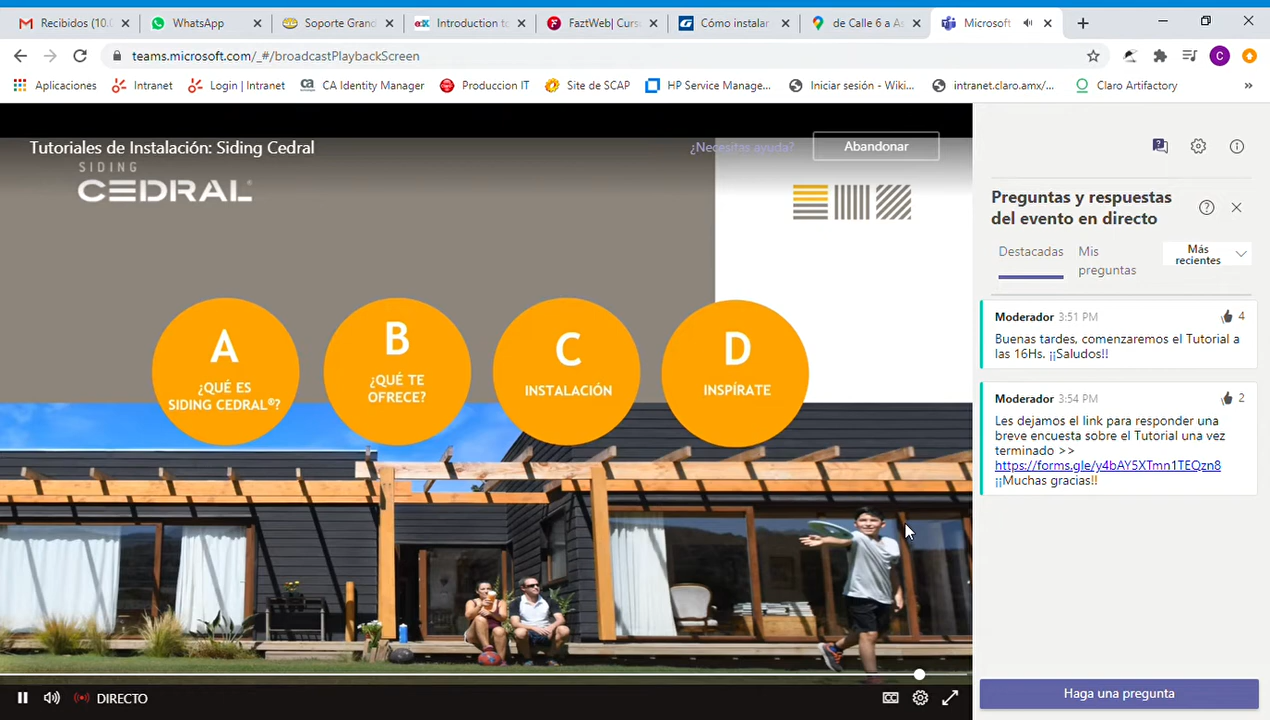 Recibidos (10.
WhatsApp
Soporte Grand
Introduction to
FaztWeb| Curs
Cómo instalar
de Calle 6 a As
Microsoft
teams.microsoft.com/_#/broadcastPlaybackScreen
C
Aplicaciones
Intranet
Login | Intranet
ca
CA Identity Manager
Produccion IT
Site de SCAP
HP Service Manage...
Iniciar sesión - Wiki...
intranet.claro.amx/...
Claro Artifactory
»
Tutoriales de Instalación: Siding Cedral
¿Necesitas ayuda?
Abandonar
SIDING
CEDRAL
A
¿QUÉ ES
SIDING CEDRAL®?
B
¿QUÉ TE
OFRECE?
C
INSTALACIÓN
D
INSPÍRATE
DIRECTO
CC
Preguntas y respuestas
del evento en directo
Destacadas
Mis
preguntas
Más
recientes
Moderador 3:51 PM
4
Buenas tardes, comenzaremos el Tutorial a
las 16Hs. ¡¡Saludos!!
Moderador 3:54 PM
2
Les dejamos el link para responder una
breve encuesta sobre el Tutorial una vez
terminado >>
https://forms.gle/y4bAY5XTmn1TEQzn8
¡¡Muchas gracias!!
Haga una pregunta